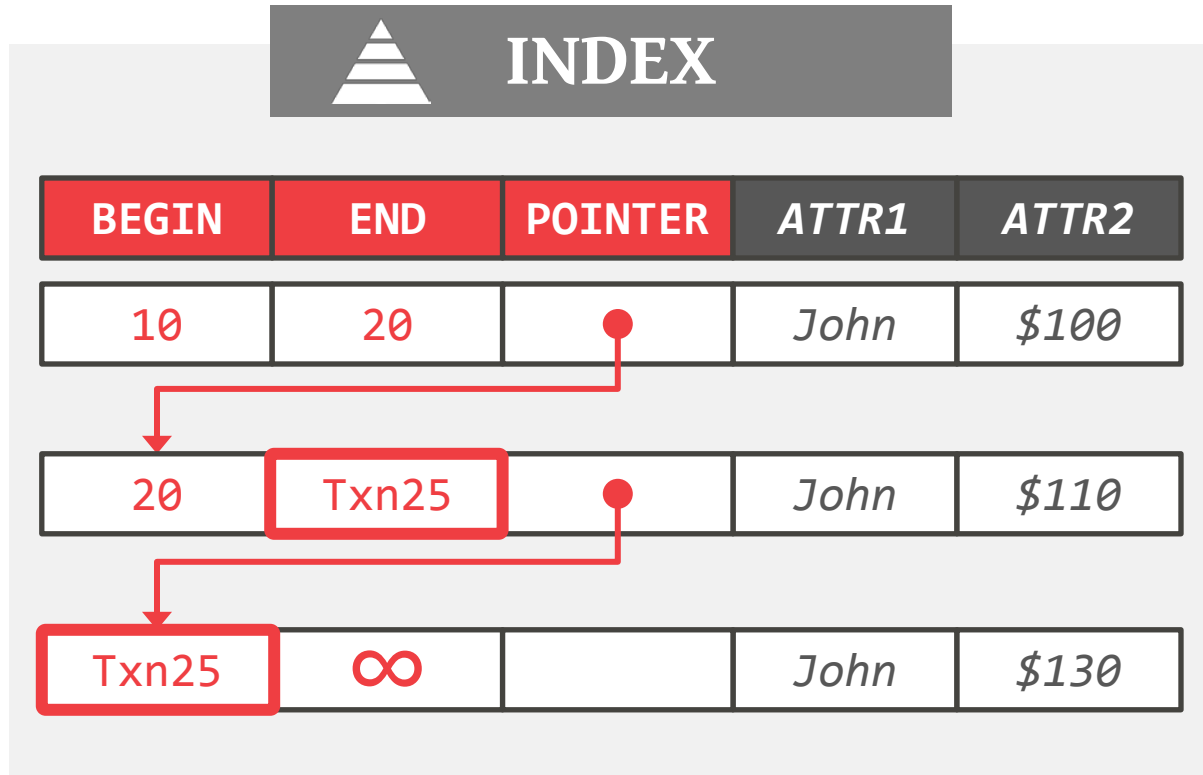 INDEX
BEGIN END POINTER ATTR1 ATTR2
10 20 John $100
20 Txn25 John $110
Txn25 ∞ John $130